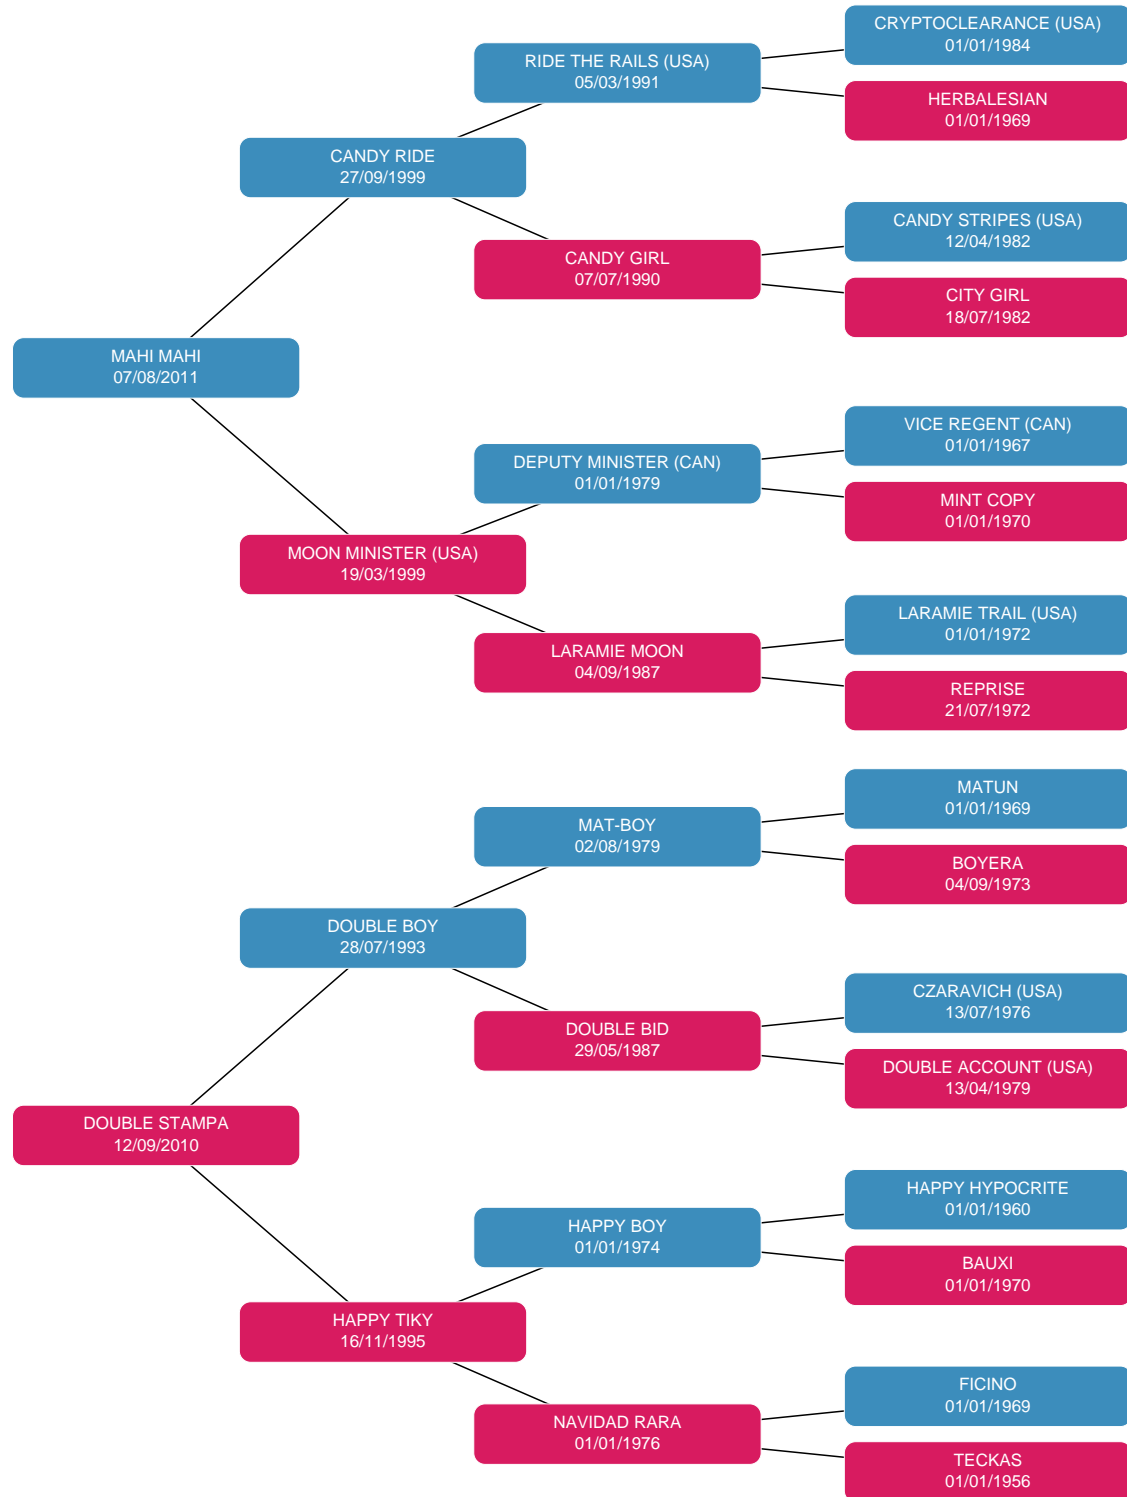 CRYPTOCLEARANCE (USA)
01/01/1984
RIDE THE RAILS (USA)
05/03/1991
HERBALESIAN
01/01/1969
CANDY RIDE
27/09/1999
CANDY STRIPES (USA)
12/04/1982
CANDY GIRL
07/07/1990
CITY GIRL
18/07/1982
MAHI MAHI
07/08/2011
VICE REGENT (CAN)
01/01/1967
DEPUTY MINISTER (CAN)
01/01/1979
MINT COPY
01/01/1970
MOON MINISTER (USA)
19/03/1999
LARAMIE TRAIL (USA)
01/01/1972
LARAMIE MOON
04/09/1987
REPRISE
21/07/1972
MATUN
01/01/1969
MAT-BOY
02/08/1979
BOYERA
04/09/1973
DOUBLE BOY
28/07/1993
CZARAVICH (USA)
13/07/1976
DOUBLE BID
29/05/1987
DOUBLE ACCOUNT (USA)
13/04/1979
DOUBLE STAMPA
12/09/2010
HAPPY HYPOCRITE
01/01/1960
HAPPY BOY
01/01/1974
BAUXI
01/01/1970
HAPPY TIKY
16/11/1995
FICINO
01/01/1969
NAVIDAD RARA
01/01/1976
TECKAS
01/01/1956